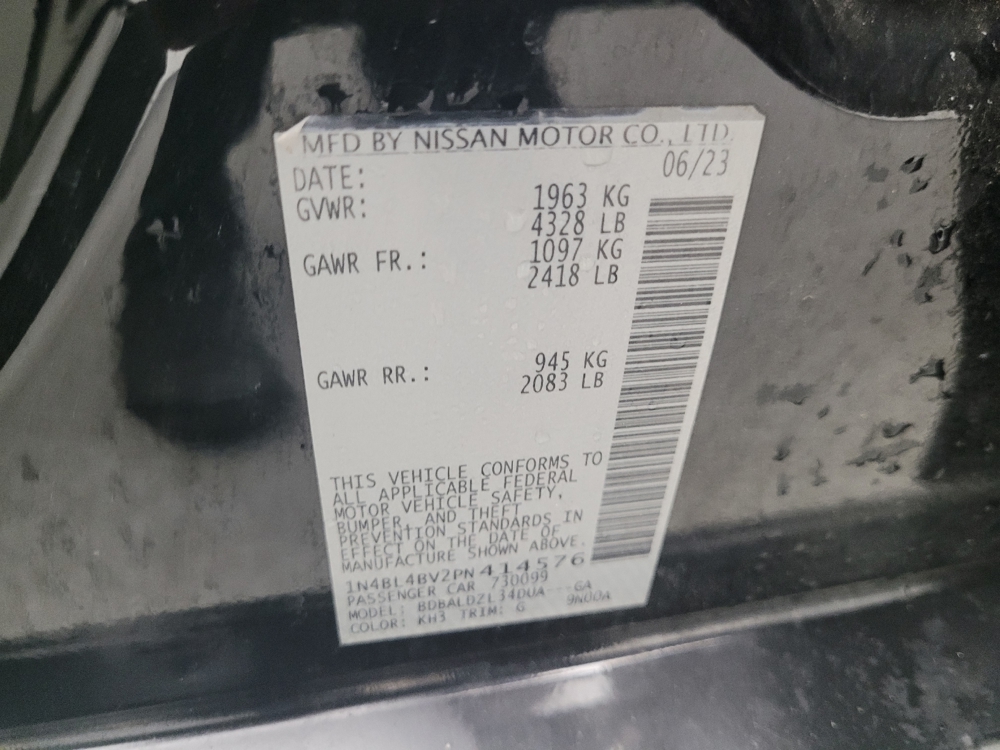 MFD BY NISSAN MOTOR CO., LTD.
DATE: 06/23
GVWR: 1963 KG
4328 LB
GAWR FR.: 1097 KG
2418 LB
GAWR RR.: 945 KG
2083 LB
THIS VEHICLE CONFORMS TO
ALL APPLICABLE FEDERAL
MOTOR VEHICLE SAFETY,
BUMPER, AND THEFT
PREVENTION STANDARDS IN
EFFECT ON THE DATE OF
MANUFACTURE SHOWN ABOVE.
1N4BL4BV2PN414576
PASSENGER CAR 730099
MODEL: BDBALDZL34DUA---GA
COLOR: KH3 TRIM: G 9N00A